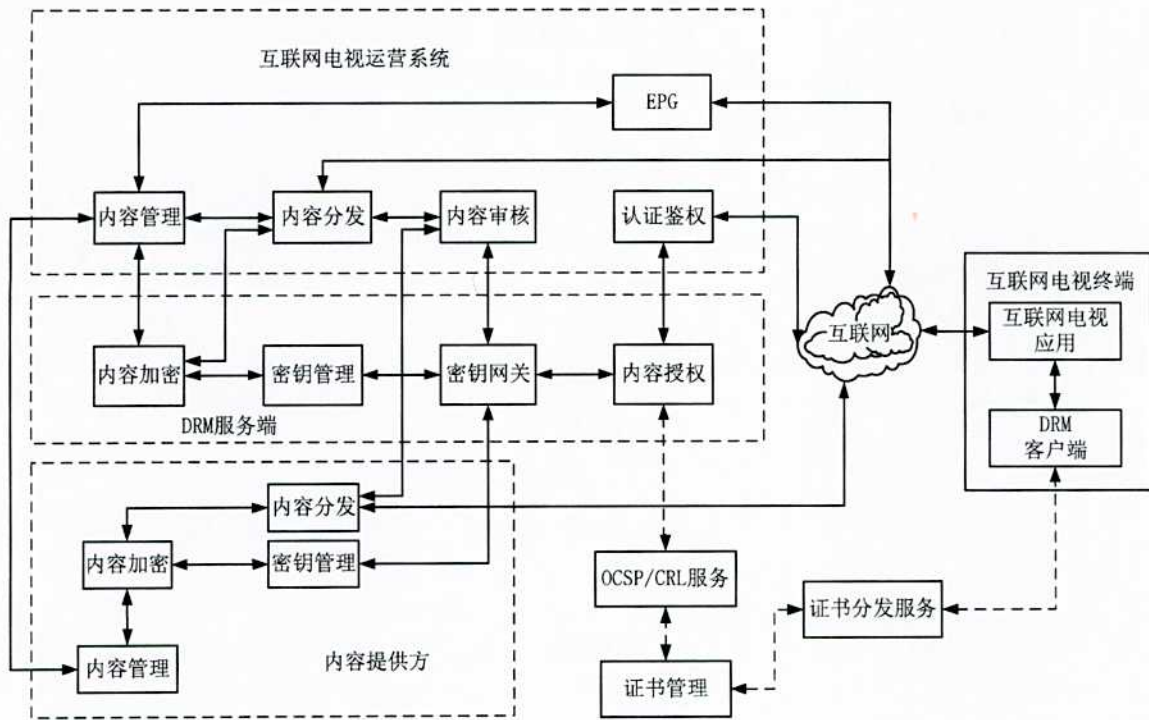 互联网电视运营系统
EPG
内容管理
内容分发
内容审核
认证鉴权
互联网
互联网电视终端
互联网电视
应用
DRM
客户端
内容加密
密钥管理
密钥网关
内容授权
DRM服务端
内容分发
内容加密
密钥管理
内容管理
内容提供方
OCSP/CRL服务
证书分发服务
证书管理